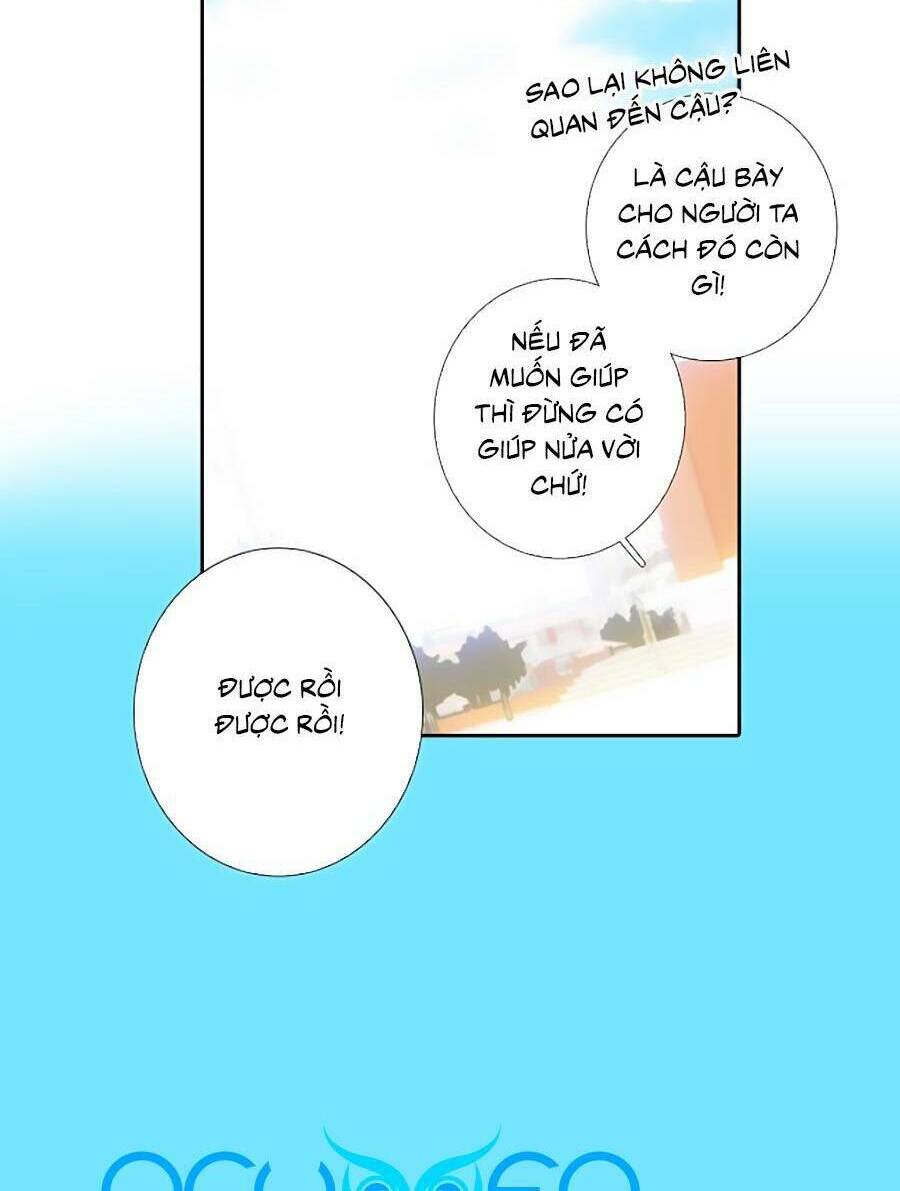 SAO LẠI KHÔNG LIÊN
QUAN ĐẾN CẬU?
LÀ CẬU BÀY
CHO NGƯỜI TA
CÁCH ĐÓ CÒN
GÌ!
NẾU ĐÃ
MUỐN GIÚP
THÌ ĐỪNG CÓ
GIÚP NỬA VỜI
CHỨ!
ĐƯỢC RỒI
ĐƯỢC RỒI!